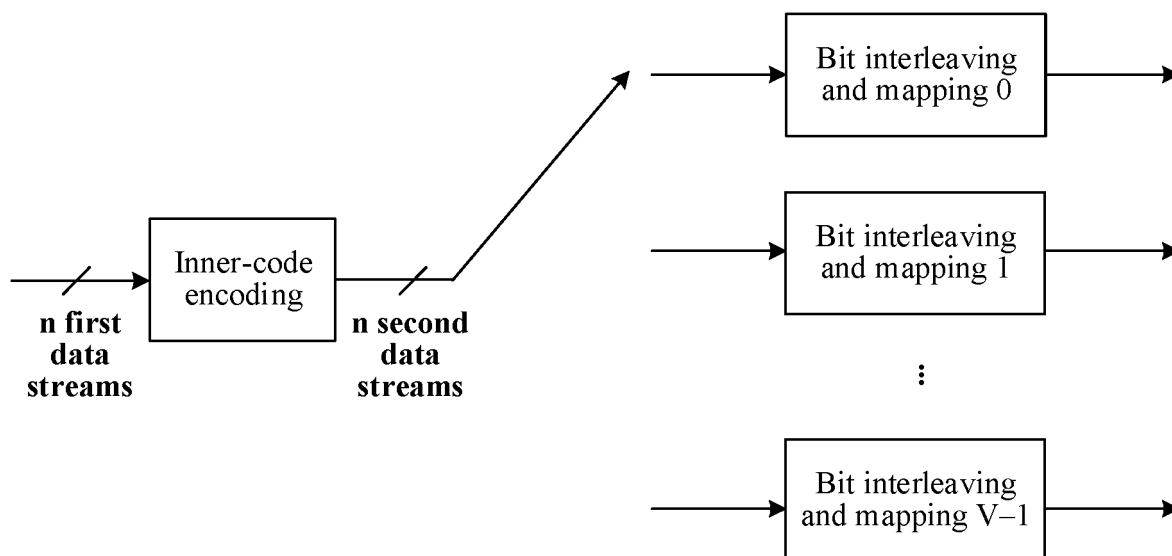 Bit interleaving
and mapping 0
Bit interleaving
and mapping 1
Inner-code
encoding
n first
data
streams
n second
data
streams
Bit interleaving
and mapping V–1